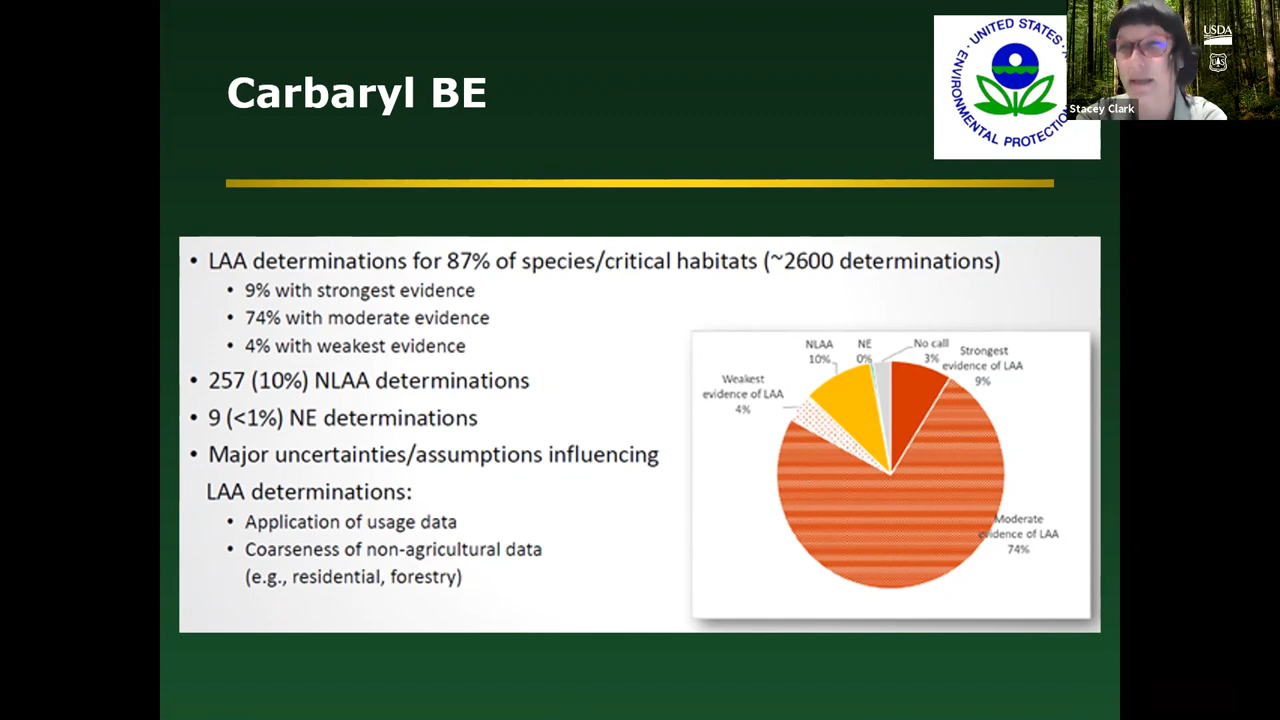 Carbaryl BE
UNITED STATES
ENVIRONMENTAL PROTECTION
USDA
Stacey Clark
• LAA determinations for 87% of species/critical habitats (~2600 determinations)
• 9% with strongest evidence
• 74% with moderate evidence
• 4% with weakest evidence
• 257 (10%) NLAA determinations
• 9 (<1%) NE determinations
• Major uncertainties/assumptions influencing
LAA determinations:
• Application of usage data
• Coarseness of non-agricultural data
(e.g., residential, forestry)
NLAA
10%
NE
0%
No call
3%
Strongest
evidence of LAA
9%
Weakest
evidence of LAA
4%
Moderate
evidence of LAA
74%